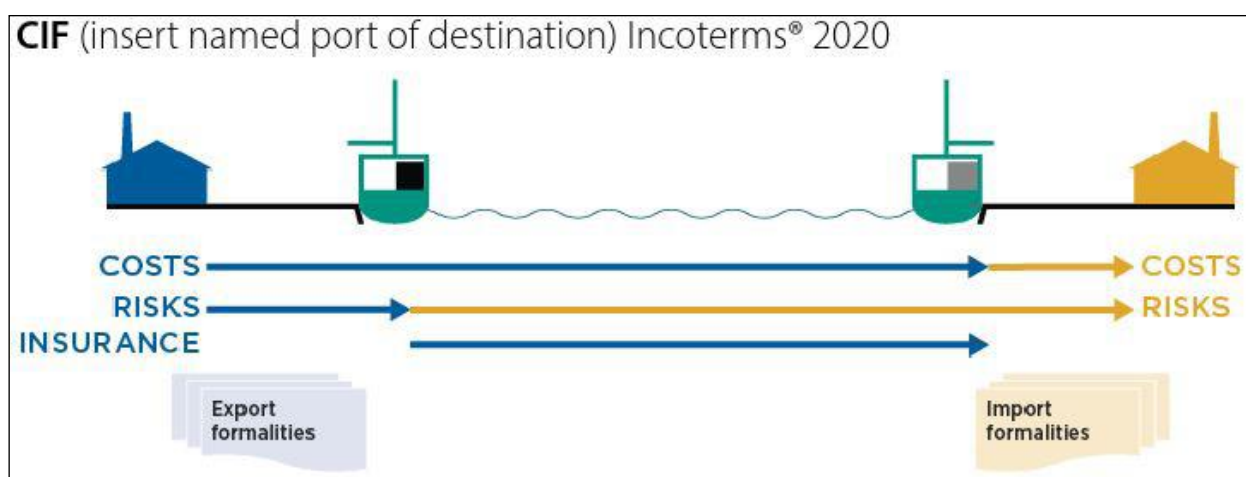 CIF (insert named port of destination) Incoterms® 2020
COSTS COSTS
RISKS RISKS
INSURANCE
Export
formalities
Import
formalities